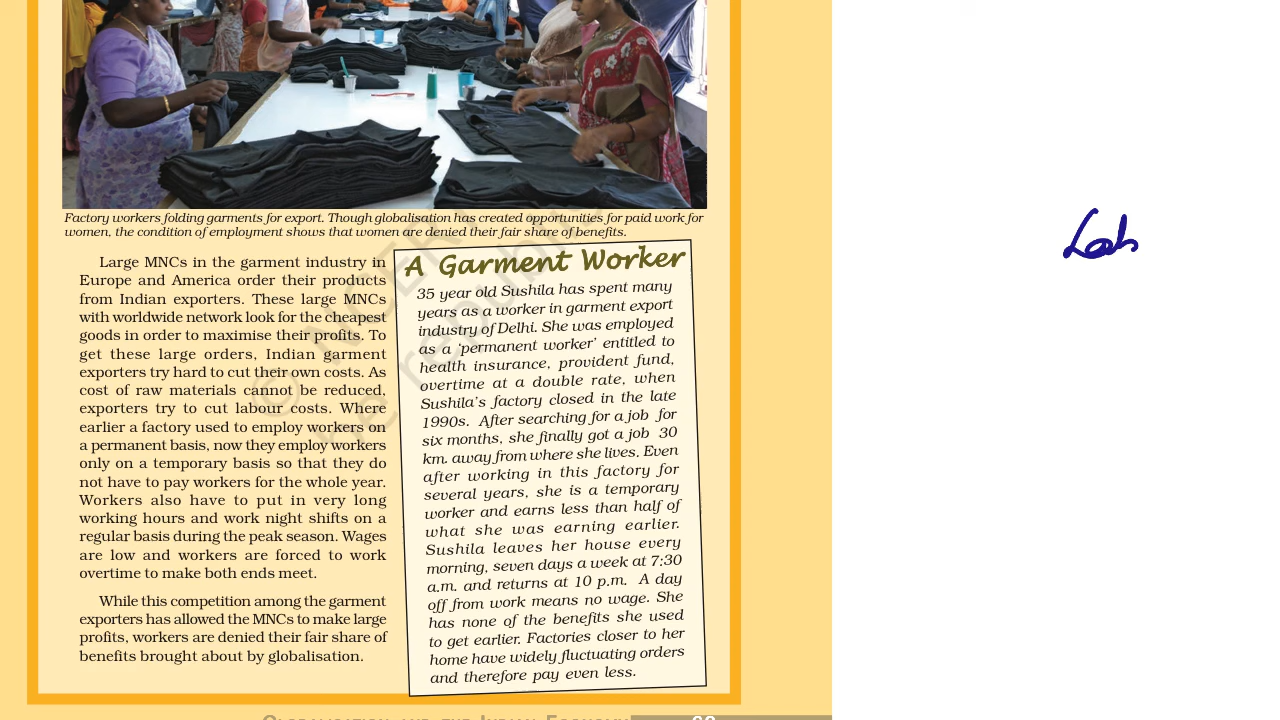 Factory workers folding garments for export. Though globalisation has created opportunities for paid work for
women, the condition of employment shows that women are denied their fair share of benefits.
Large MNCs in the garment industry in
Europe and America order their products
from Indian exporters. These large MNCs
with worldwide network look for the cheapest
goods in order to maximise their profits. To
get these large orders, Indian garment
exporters try hard to cut their own costs. As
cost of raw materials cannot be reduced,
exporters try to cut labour costs. Where
earlier a factory used to employ workers on
a permanent basis, now they employ workers
only on a temporary basis so that they do
not have to pay workers for the whole year.
Workers also have to put in very long
working hours and work night shifts on a
regular basis during the peak season. Wages
are low and workers are forced to work
overtime to make both ends meet.
While this competition among the garment
exporters has allowed the MNCs to make large
profits, workers are denied their fair share of
benefits brought about by globalisation.
A Garment Worker
35 year old Sushila has spent many
years as a worker in garment export
industry of Delhi. She was employed
as a ‘permanent worker’ entitled to
health insurance, provident fund,
overtime at a double rate, when
Sushila’s factory closed in the late
1990s. After searching for a job for
six months, she finally got a job 30
km. away from where she lives. Even
after working in this factory for
several years, she is a temporary
worker and earns less than half of
what she was earning earlier.
Sushila leaves her house every
morning, seven days a week at 7:30
a.m. and returns at 10 p.m. A day
off from work means no wage. She
has none of the benefits she used
to get earlier. Factories closer to her
home have widely fluctuating orders
and therefore pay even less.
© NCERT
be republi
Globalisation and the Indian Economy